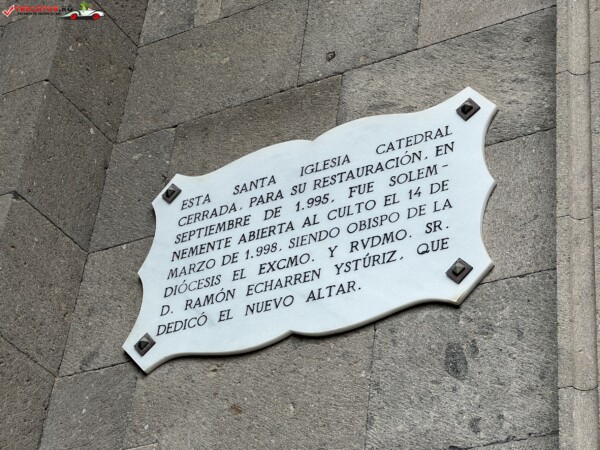 ESTA SANTA IGLESIA CATEDRAL
CERRADA, PARA SU RESTAURACIÓN, EN
SEPTIEMBRE DE 1.995, FUE SOLEM-
NEMENTE ABIERTA AL CULTO EL 14 DE
MARZO DE 1.998, SIENDO OBISPO DE LA
DIÓCESIS EL EXCMO. Y RVDMO. SR.
D. RAMÓN ECHARREN YSTÚRIZ, QUE
DEDICÓ EL NUEVO ALTAR.